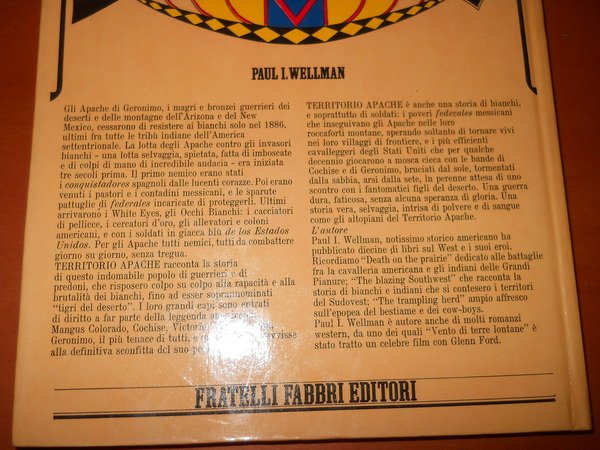 PAUL I. WELLMAN
Gli Apache di Geronimo, i magri e bronzei guerrieri dei
deserti e delle montagne dell'Arizona e del New
Mexico, cessarono di resistere ai bianchi solo nel 1886,
ultimi fra tutte le tribù indiane dell'America
settentrionale. La lotta degli Apache contro gli invasori
bianchi - una lotta selvaggia, spietata, fatta di imboscate
e di colpi di mano di incredibile audacia - era iniziata
tre secoli prima. Il primo nemico erano stati
i conquistadores spagnoli dalle lucenti corazze. Poi erano
venuti i pastori e i contadini messicani, e le sparute
pattuglie di federales incaricate di proteggerli. Ultimi
arrivarono i White Eyes, gli Occhi Bianchi: i cacciatori
di pellicce, i cercatori d'oro, gli allevatori e coloni
americani, e con i soldati in giacca blu de los Estados
Unidos. Per gli Apache tutti nemici, tutti da combattere
giorno su giorno, senza tregua.
TERRITORIO APACHE racconta la storia
di questo indomabile popolo di guerrieri e di
predoni, che risposero colpo su colpo alla rapacità e alla
brutalità dei bianchi, fino ad esser soprannominati
"tigri del deserto". I loro grandi capi sono entrati
di diritto a far parte della leggenda
Mangus Colorado, Cochise,
Geronimo, il più tenace di tutti, e
alla definitiva sconfitta del suo
TERRITORIO APACHE è anche una storia di bianchi,
e soprattutto di soldati: i poveri federales messicani
che inseguivano gli Apache nelle loro
roccaforti montane, sperando soltanto di tornare vivi
nei loro villaggi di frontiera, e i più efficienti
cavalleggeri degli Stati Uniti che per qualche
decennio giocarono a mosca cieca con le bande di
Cochise e di Geronimo, bruciati dal sole, tormentati
dalla sabbia, arsi dalla sete, in perenne attesa di uno
scontro con i fantomatici figli del deserto. Una guerra
dura, faticosa, senza alcuna speranza di gloria. Una
storia vera, selvaggia, intrisa di polvere e di sangue
come gli altopiani del Territorio Apache.
L'autore
Paul I. Wellman, notissimo storico americano ha
pubblicato diecine di libri sul West e i suoi eroi.
Ricordiamo "Death on the prairie" dedicato alle battaglie
fra la cavalleria americana e gli indiani delle Grandi
Pianure; "The blazing Southwest" che racconta la
storia di bianchi e indiani che si contesero i territori
del Sudovest; "The trampling herd" ampio affresco
sull'epopea del bestiame e dei cow-boys.
Paul I. Wellman è autore anche di molti romanzi
western, da uno dei quali "Vento di terre lontane" è
stato tratto un celebre film con Glenn Ford.
FRATELLI FABBRI EDITORI